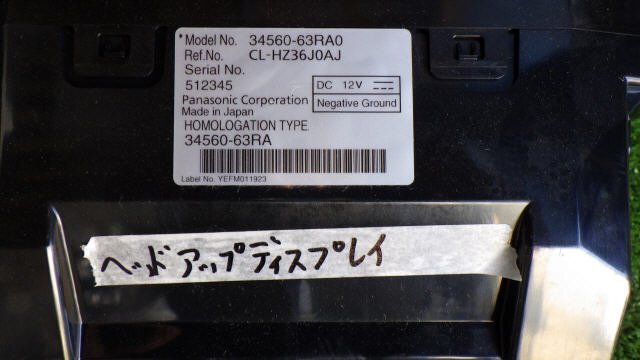 *Model No. 34560-63RA0
Ref.No. CL-HZ36J0AJ
Serial No.
512345
DC 12V
Panasonic Corporation
Negative Ground
Made in Japan
HOMOLOGATION TYPE
34560-63RA
Label No. YEFM011923
ヘッドアップディスプレイ